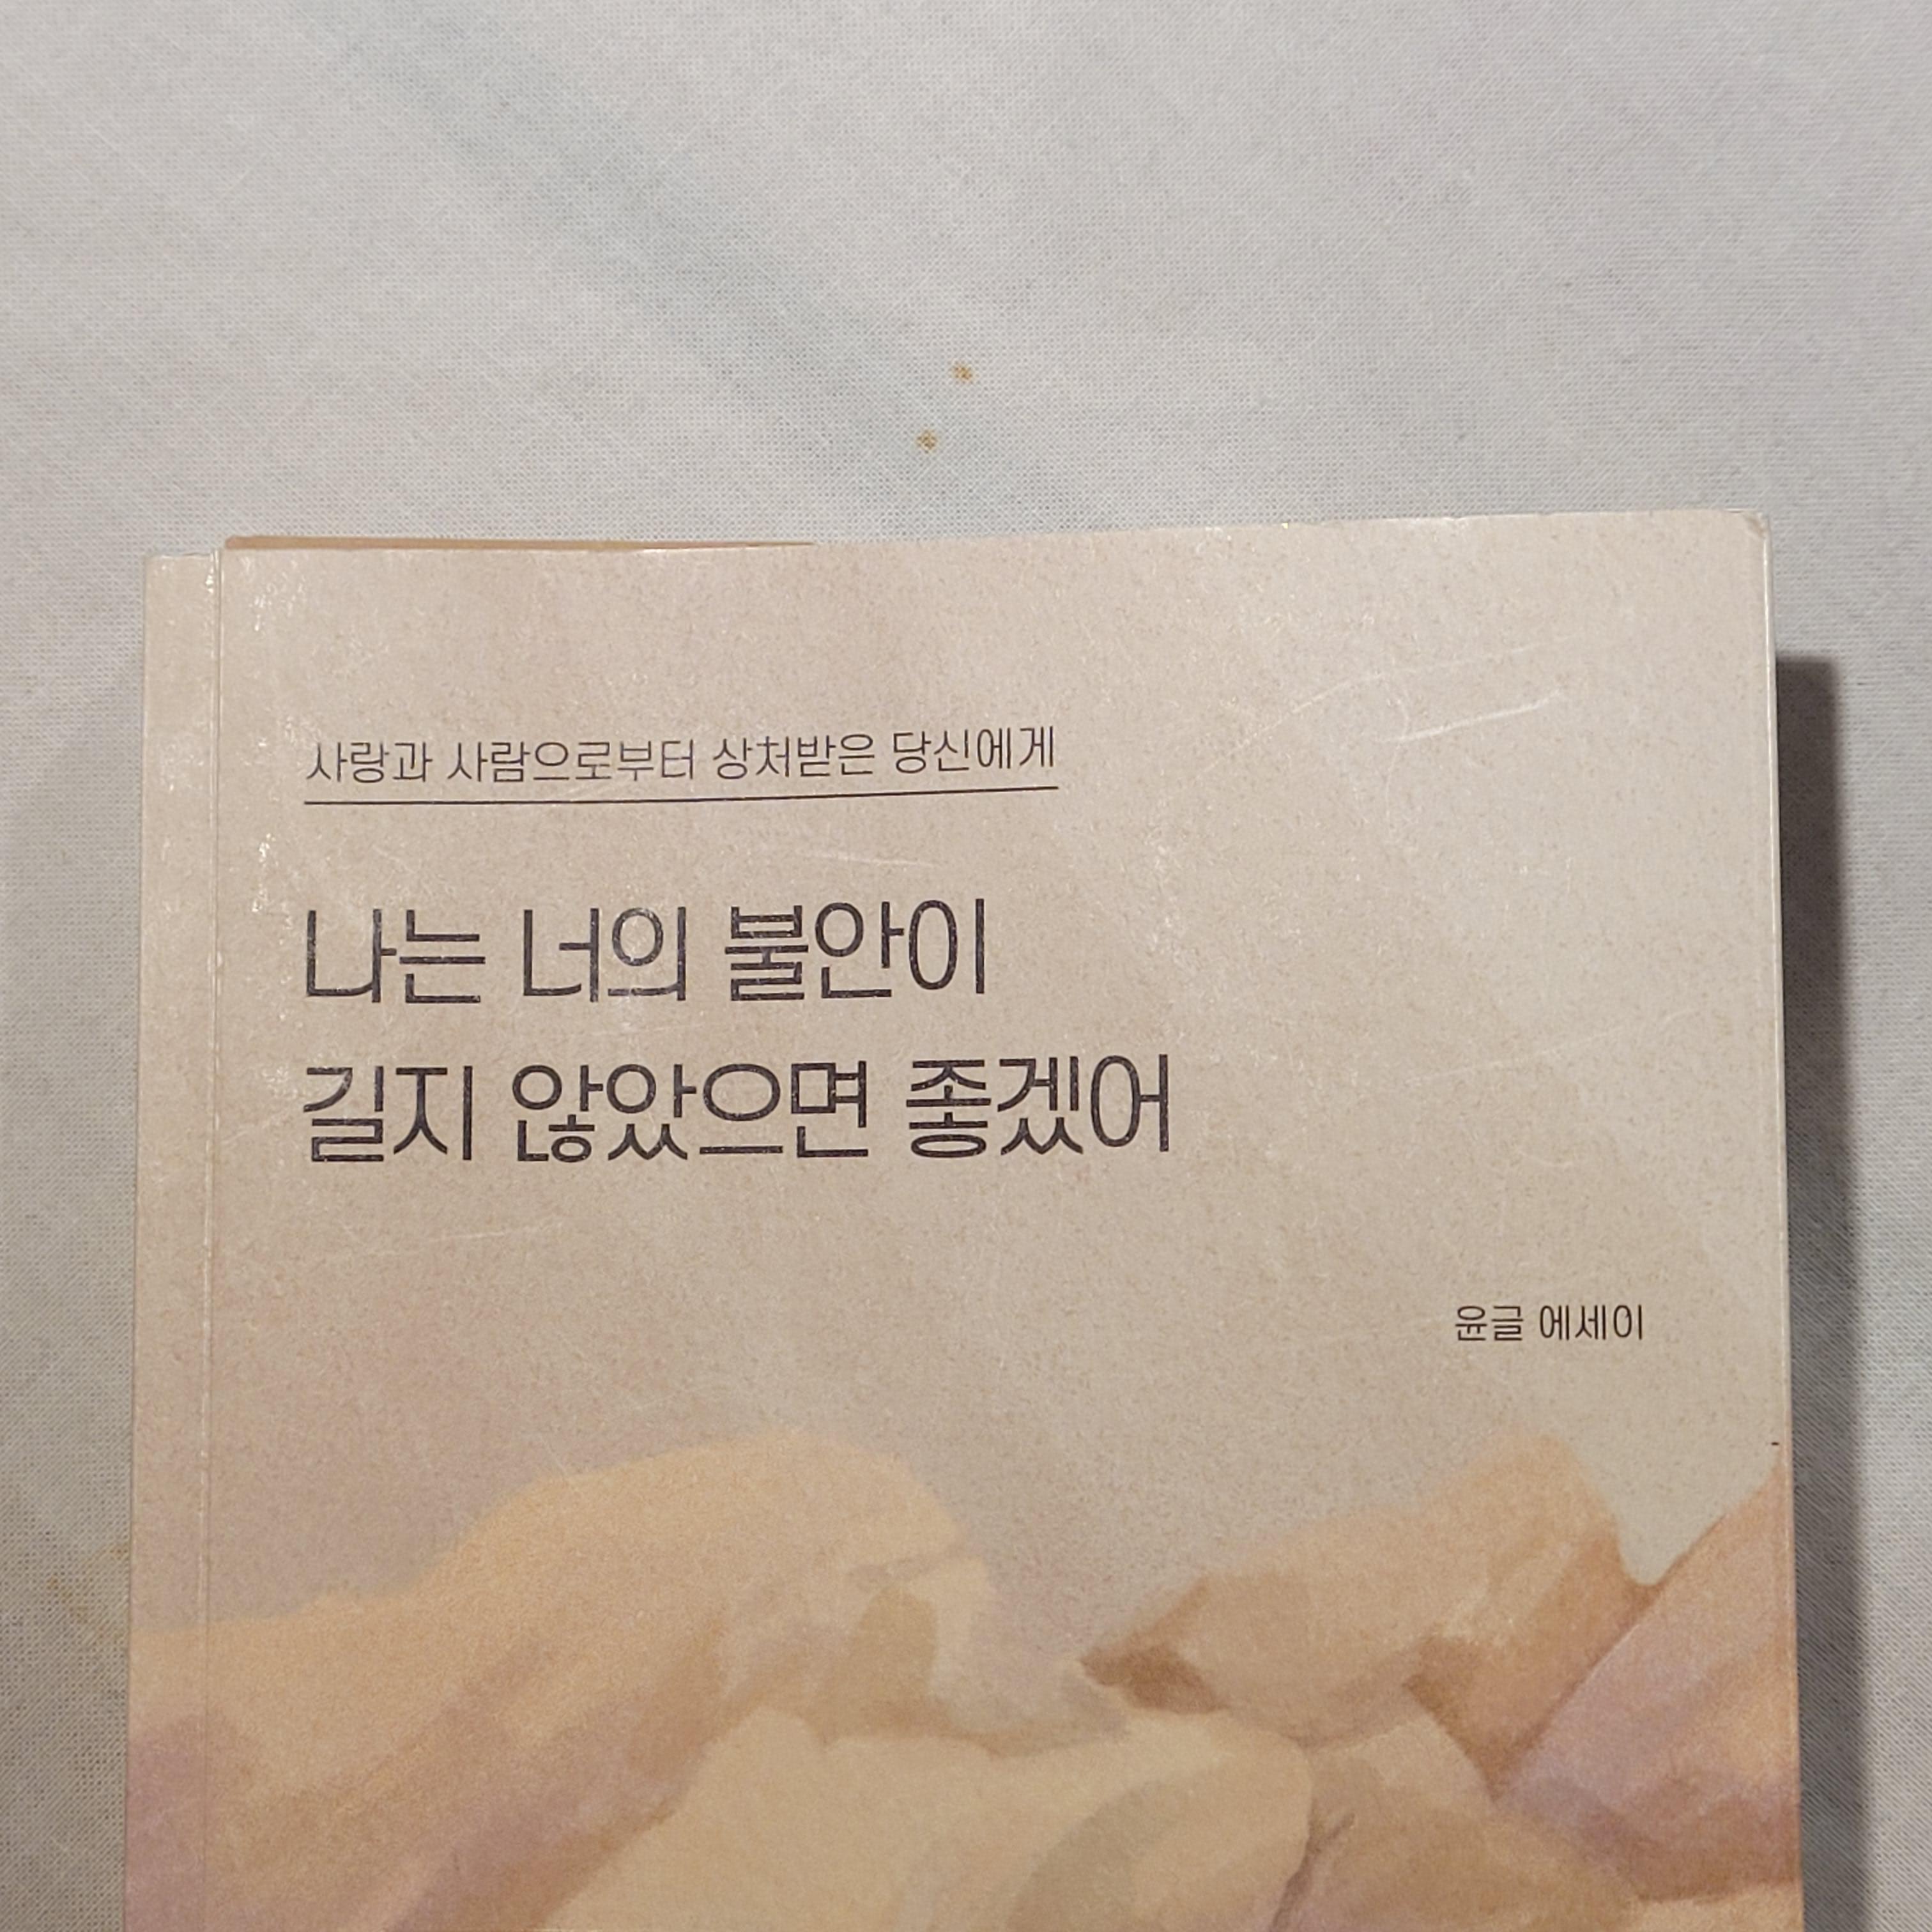 사랑과 사람으로부터 상처받은 당신에게
나는 너의 불안이
길지 않았으면 좋겠어
윤글 에세이